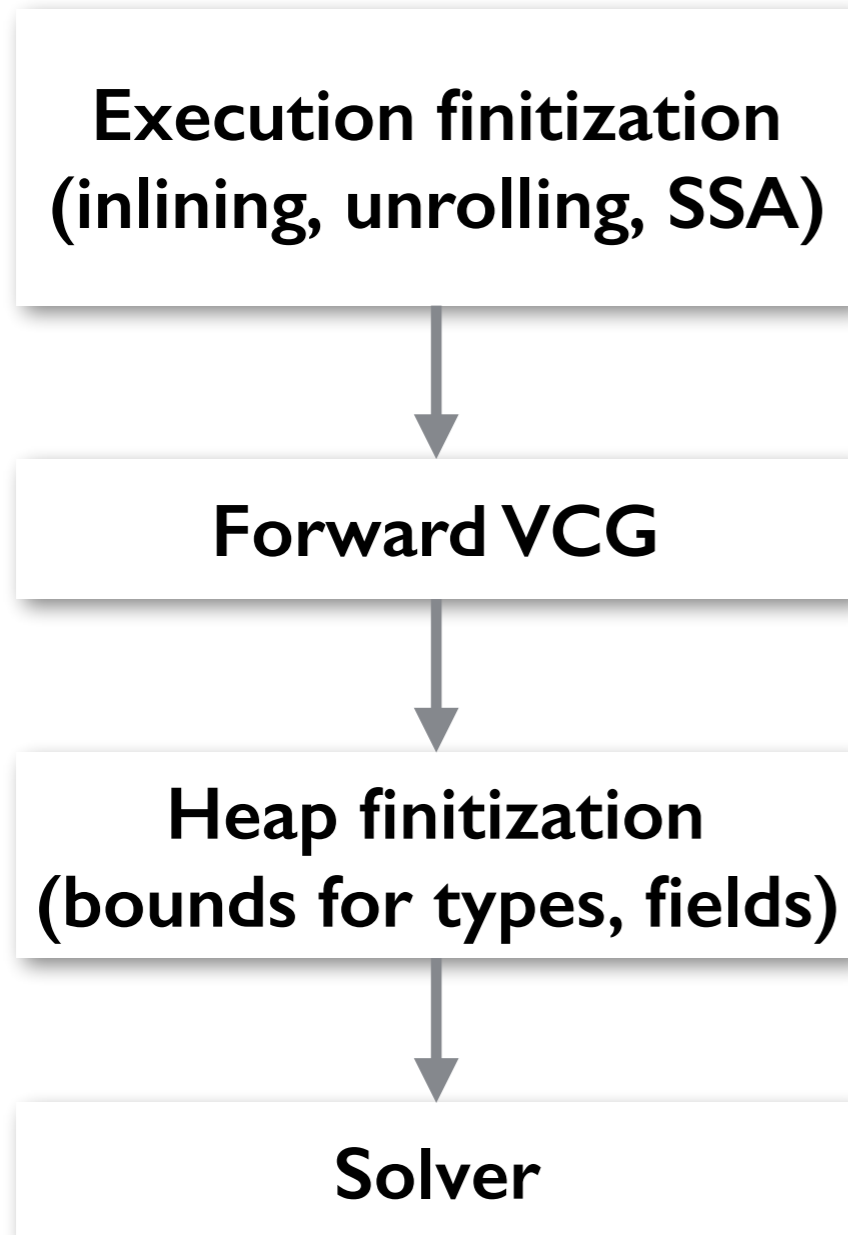 Execution finitization
(inlining, unrolling, SSA)
Forward VCG
Heap finitization
(bounds for types, fields)
Solver